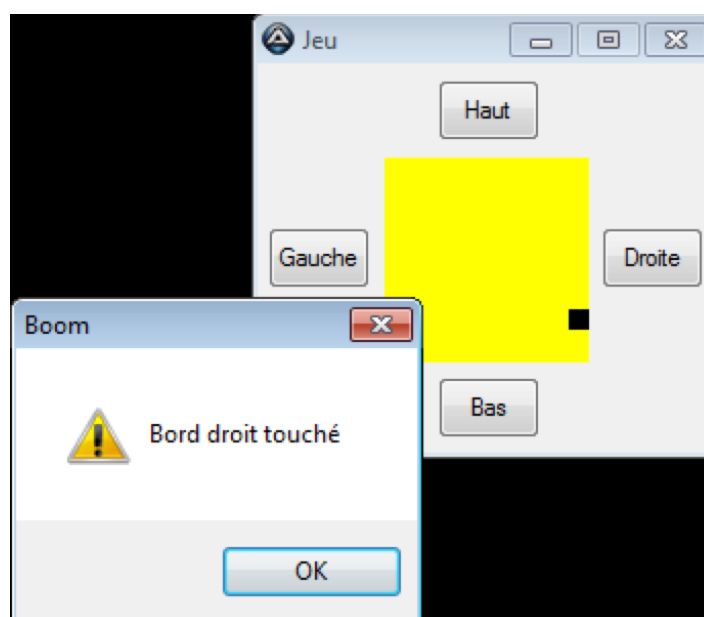 Jeu
Haut
Gauche
Droite
Boom
Bord droit touché
Bas
OK